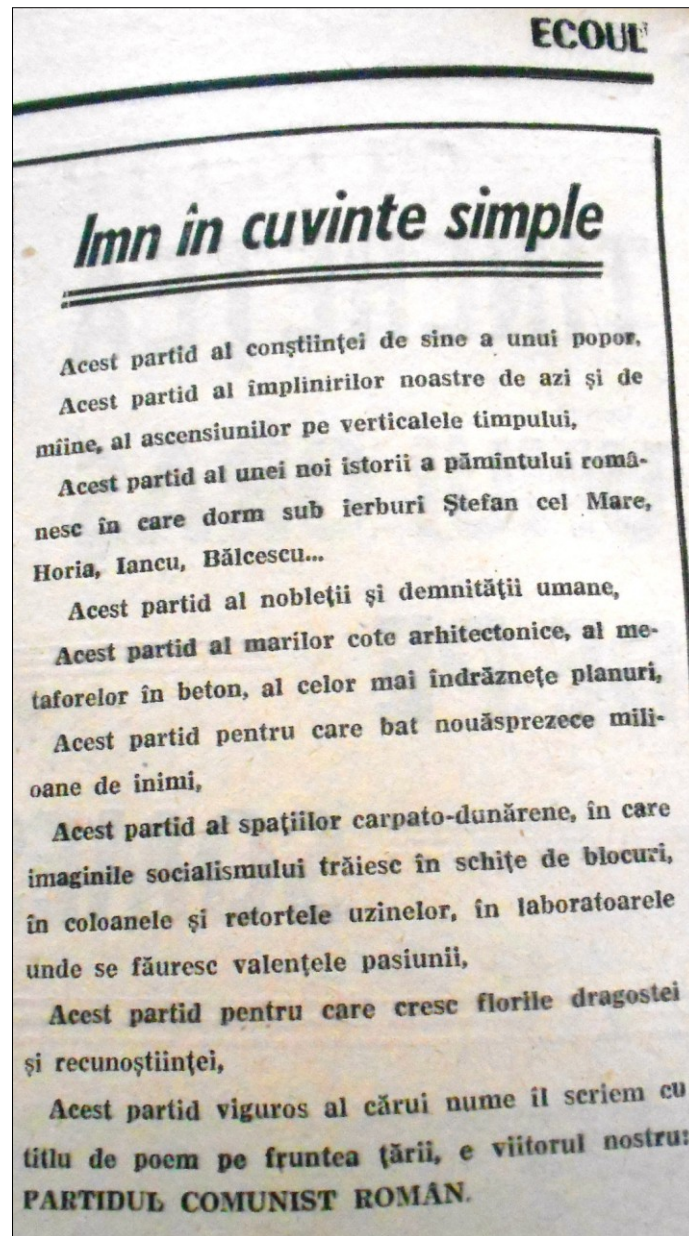 ECOUL
Imn în cuvinte simple
Acest partid al conştiinţei de sine a unui popor,
Acest partid al împlinirilor noastre de azi şi de
mîine, al ascensiunilor pe verticalele timpului,
Acest partid al unei noi istorii a pămîntului româ-
nesc în care dorm sub ierburi Ştefan cel Mare,
Horia, Iancu, Bălcescu...
Acest partid al nobleţii şi demnităţii umane,
Acest partid al marilor cote arhitectonice, al me-
taforelor în beton, al celor mai îndrăzneţe planuri,
Acest partid pentru care bat nouăsprezece mili-
oane de inimi,
Acest partid al spaţiilor carpato-dunărene, în care
imaginile socialismului trăiesc în schiţe de blocuri,
în coloanele şi retortele uzinelor, în laboratoarele
unde se făuresc valenţele pasiunii,
Acest partid pentru care cresc florile dragostei
şi recunoştiinţei,
Acest partid viguros al cărui nume îl scriem cu
titlu de poem pe fruntea ţării, e viitorul nostru:
PARTIDUL COMUNIST ROMÂN.